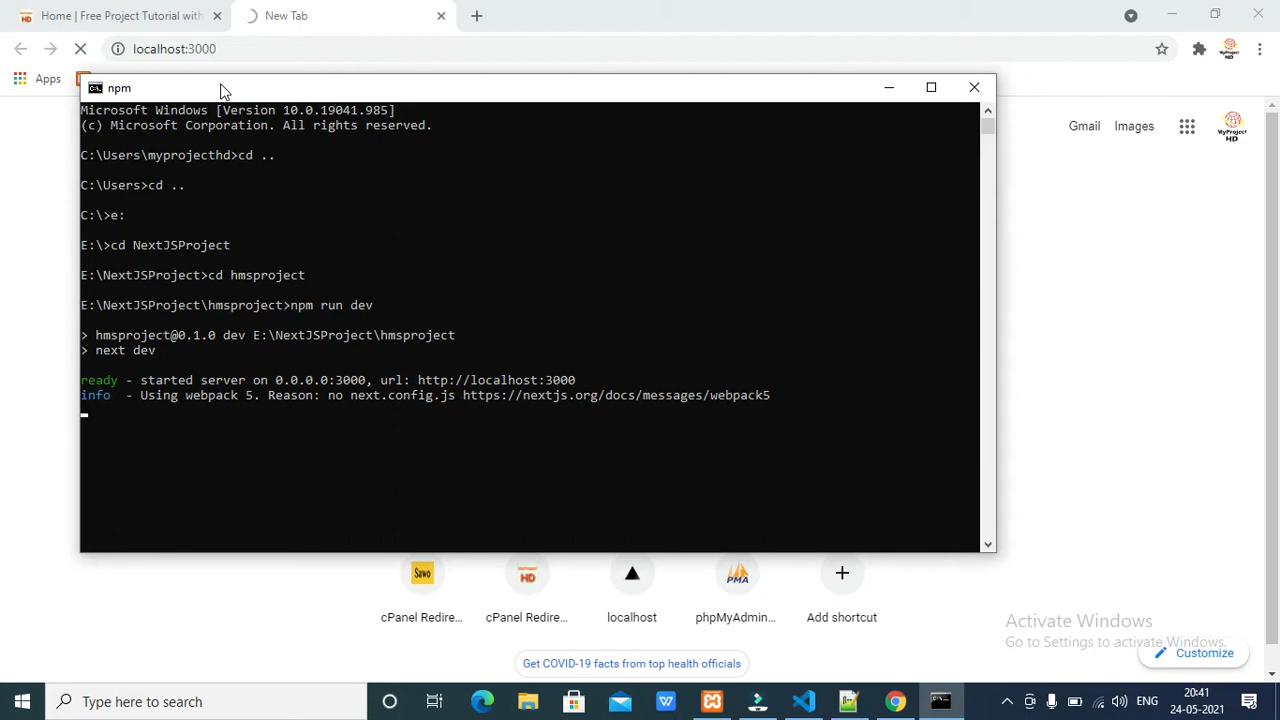 Home | Free Project Tutorial with
New Tab
localhost:3000
Apps
npm
Microsoft Windows [Version 10.0.19041.985]
(c) Microsoft Corporation. All rights reserved.
C:\Users\myprojecthd>cd ..
C:\Users>cd ..
C:\>e:
E:\>cd NextJSProject
E:\NextJSProject>cd hmsproject
E:\NextJSProject\hmsproject>npm run dev
> hmsproject@0.1.0 dev E:\NextJSProject\hmsproject
> next dev
ready - started server on 0.0.0.0:3000, url: http://localhost:3000
info  - Using webpack 5. Reason: no next.config.js https://nextjs.org/docs/messages/webpack5
Gmail Images
MyProject
HD
Sawo
HD
PMA
cPanel Redire... cPanel Redire... localhost phpMyAdmin... Add shortcut
Get COVID-19 facts from top health officials
Activate Windows
Go to Settings to activate Windows.
Customize
Type here to search
ENG
20:41
24-05-2021